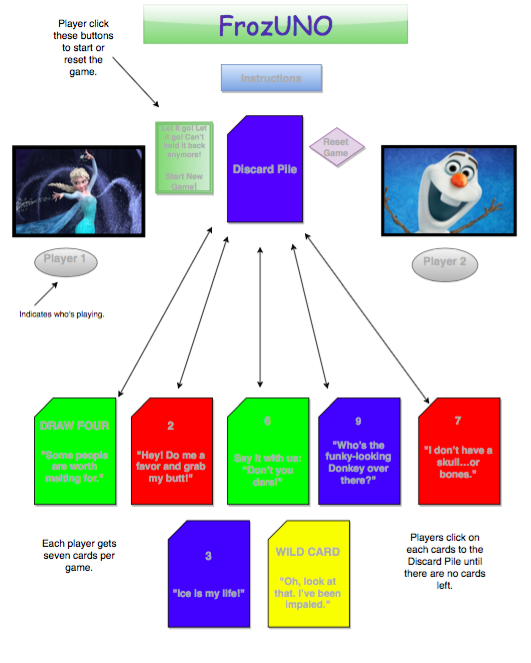 FrozUNO
Player click
these buttons
to start or
reset the
game.
Instructions
Let it go! Let
it go! Can't
hold it back
anymore!
Start New
Game!
Discard Pile
Reset
Game
Player 1
Player 2
Indicates who's playing.
DRAW FOUR
"Some people
are worth
melting for."
2
"Hey! Do me a
favor and grab
my butt!"
6
Say it with us:
"Don't you
dare!"
9
"Who's the
funky-looking
Donkey over
there?"
7
"I don't have a
skull...or
bones."
Each player gets
seven cards per
game.
3
"Ice is my life!"
WILD CARD
"Oh, look at
that. I've been
impaled."
Players click on
each cards to the
Discard Pile until
there are no cards
left.